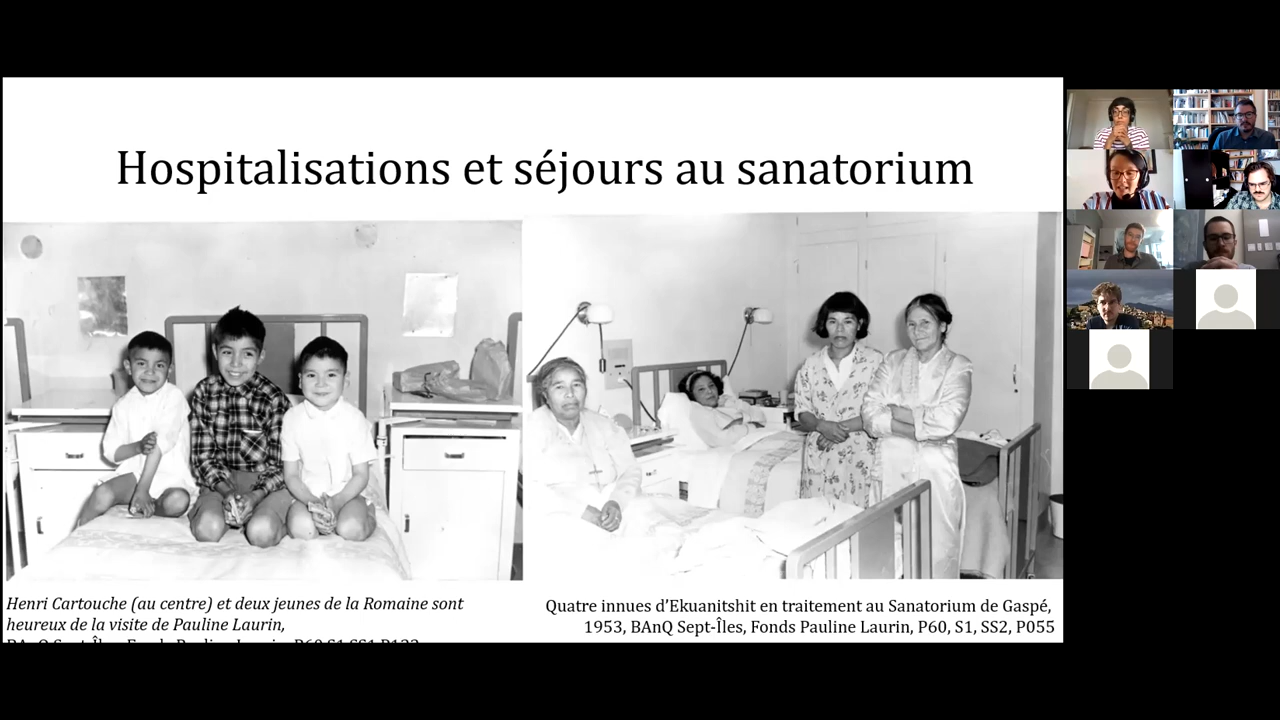 Hospitalisations et séjours au sanatorium
Henri Cartouche (au centre) et deux jeunes de la Romaine sont
heureux de la visite de Pauline Laurin,
Quatre innues d'Ekuanitshit en traitement au Sanatorium de Gaspé,
1953, BAnQ Sept-Îles, Fonds Pauline Laurin, P60, S1, SS2, P055